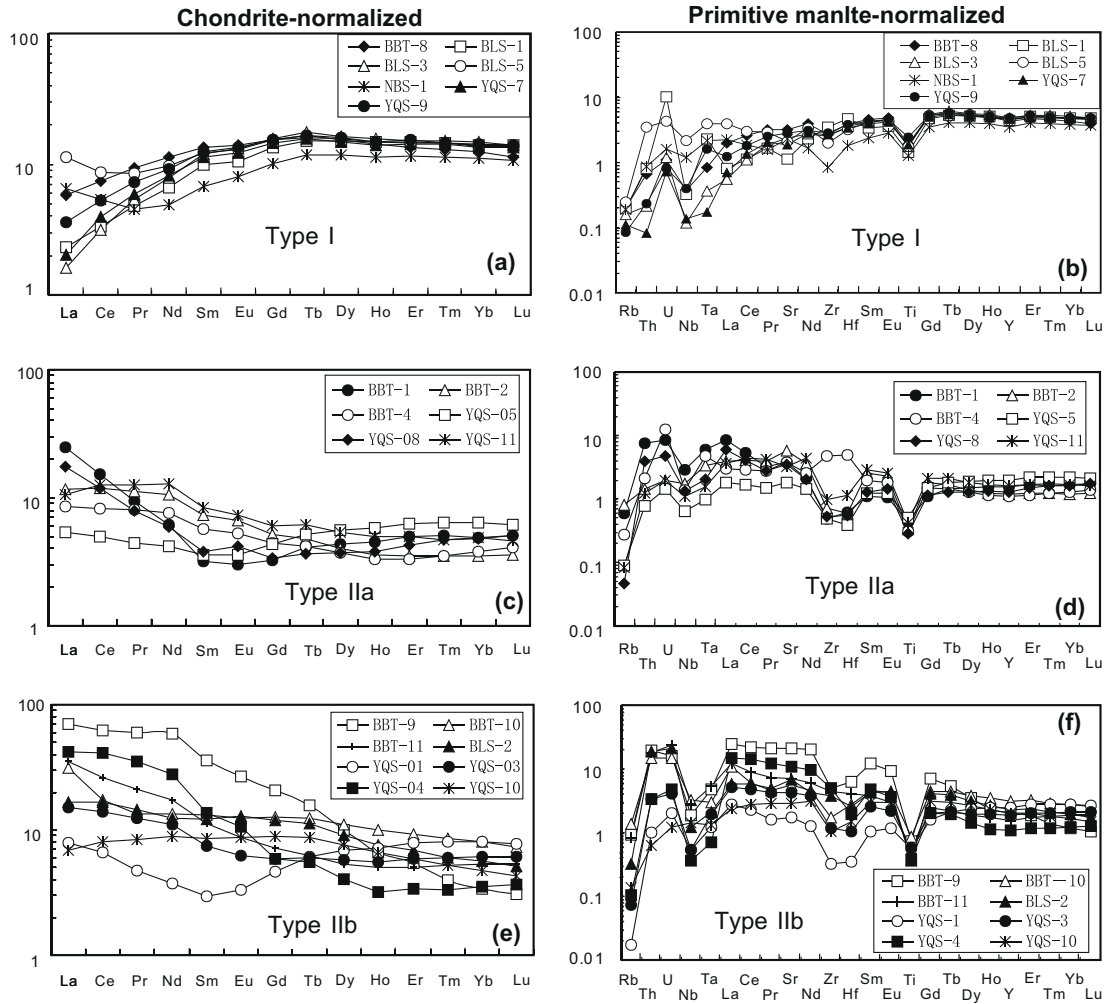 Chondrite-normalized
Primitive manlte-normalized
100
10
1
BBT-8 BLS-1
BLS-3 BLS-5
NBS-1 YQS-7
YQS-9
Type I
(a)
La Ce Pr Nd Sm Eu Gd Tb Dy Ho Er Tm Yb Lu
100
10
1
0.1
0.01
BBT-8 BLS-1
BLS-3 BLS-5
NBS-1 YQS-7
YQS-9
Type I
(b)
Rb Th U Nb Ta La Ce Pr Sr Nd Zr Hf Sm Eu Ti Gd Tb Dy Ho Y Er Tm Yb Lu
100
10
1
BBT-1 BBT-2
BBT-4 YQS-05
YQS-08 YQS-11
Type IIa
(c)
La Ce Pr Nd Sm Eu Gd Tb Dy Ho Er Tm Yb Lu
100
10
1
0.1
0.01
BBT-1 BBT-2
BBT-4 YQS-5
YQS-8 YQS-11
Type IIa
(d)
Rb Th U Nb Ta La Ce Pr Sr Nd Zr Hf Sm Eu Ti Gd Tb Dy Ho Y Er Tm Yb Lu
100
10
1
BBT-9 BBT-10
BBT-11 BLS-2
YQS-01 YQS-03
YQS-04 YQS-10
Type IIb
(e)
La Ce Pr Nd Sm Eu Gd Tb Dy Ho Er Tm Yb Lu
100
10
1
0.1
0.01
(f)
BBT-9 BBT-10
BBT-11 BLS-2
YQS-1 YQS-3
YQS-4 YQS-10
Type IIb
Rb Th U Nb Ta La Ce Pr Sr Nd Zr Hf Sm Eu Ti Gd Tb Dy Ho Y Er Tm Yb Lu